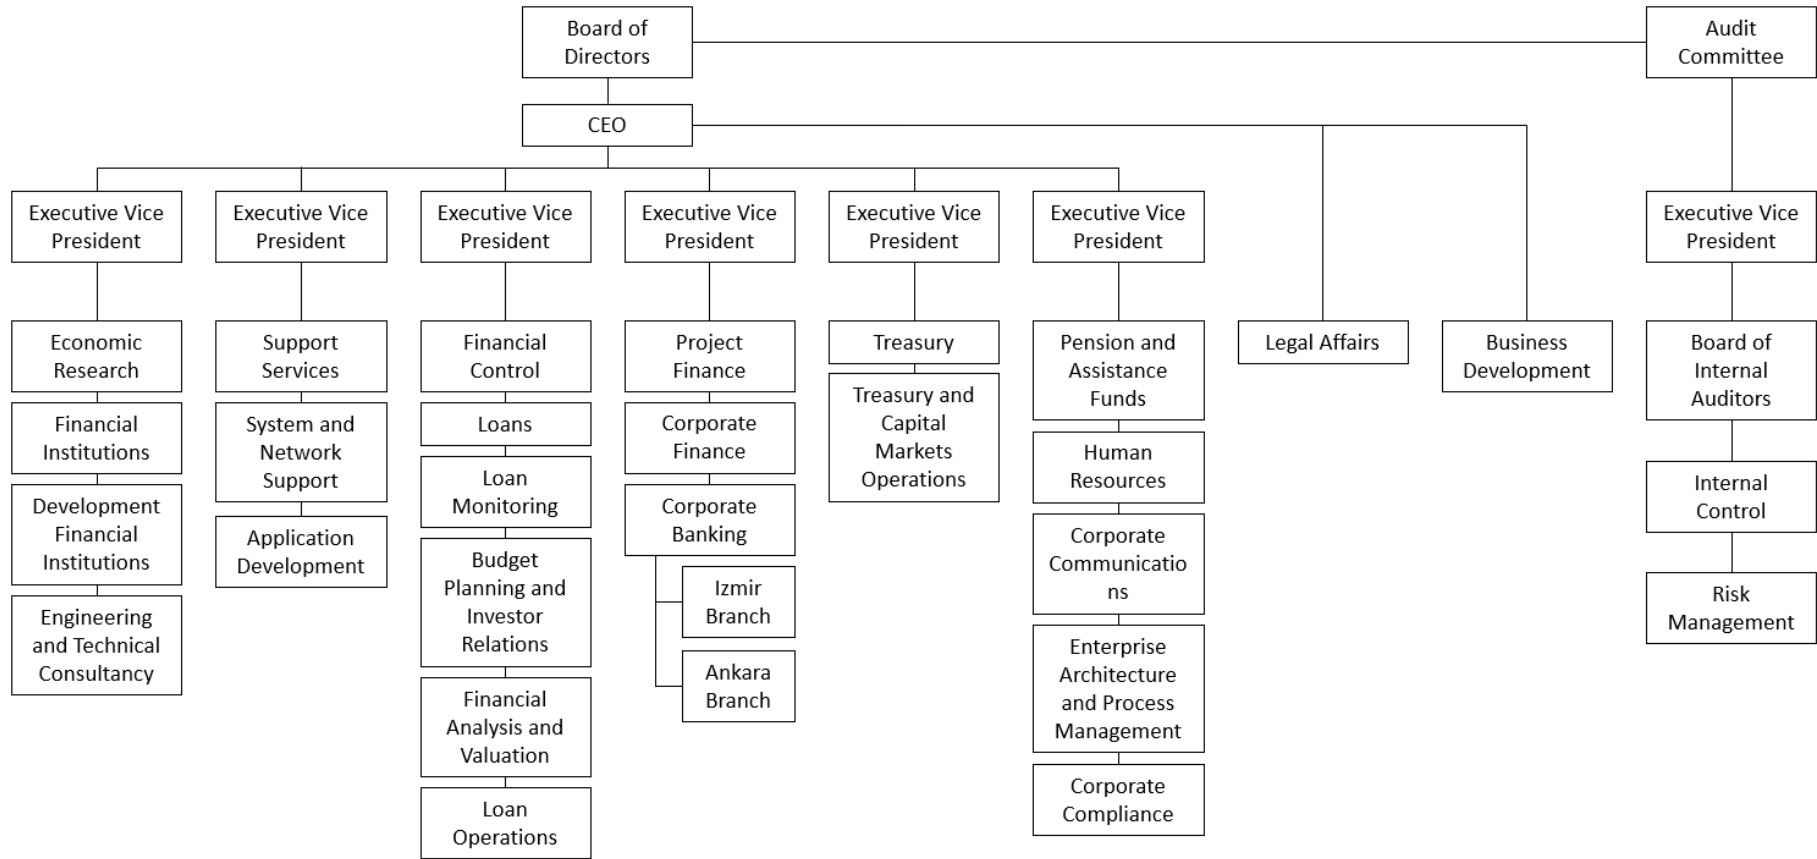 Board of
Directors
Audit
Committee
CEO
Executive Vice
President
Executive Vice
President
Executive Vice
President
Executive Vice
President
Executive Vice
President
Executive Vice
President
Executive Vice
President
Economic
Research
Financial
Institutions
Development
Financial
Institutions
Engineering
and Technical
Consultancy
Support
Services
System and
Network
Support
Application
Development
Financial
Control
Loans
Loan
Monitoring
Budget
Planning and
Investor
Relations
Financial
Analysis and
Valuation
Loan
Operations
Project
Finance
Corporate
Finance
Corporate
Banking
Izmir
Branch
Ankara
Branch
Treasury
Treasury and
Capital
Markets
Operations
Pension and
Assistance
Funds
Human
Resources
Corporate
Communicatio
ns
Enterprise
Architecture
and Process
Management
Corporate
Compliance
Legal Affairs
Business
Development
Board of
Internal
Auditors
Internal
Control
Risk
Management